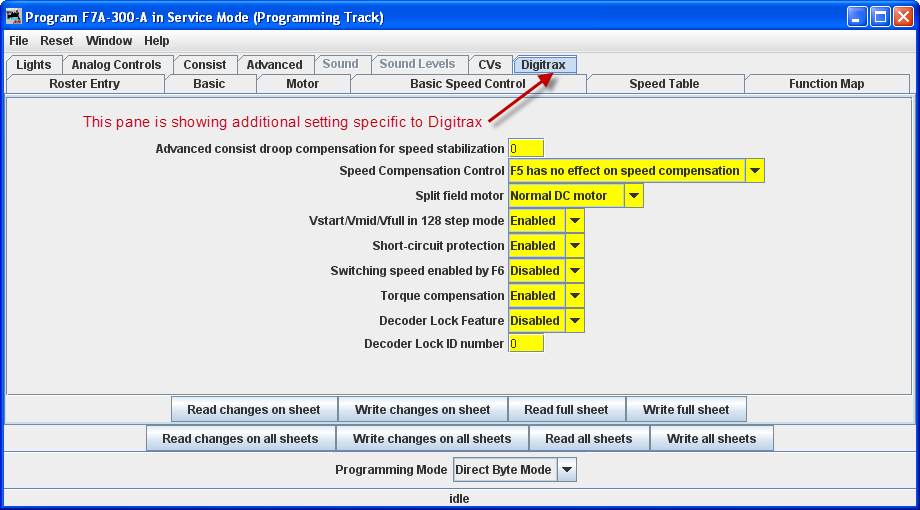 Program F7A-300-A in Service Mode (Programming Track)
File Reset Window Help
Lights Analog Controls Consist Advanced Sound Sound Levels CVs Digitrax
Roster Entry Basic Motor Basic Speed Control Speed Table Function Map
This pane is showing additional setting specific to Digitrax
Advanced consist droop compensation for speed stabilization 0
Speed Compensation Control F5 has no effect on speed compensation
Split field motor Normal DC motor
Vstart/Vmid/Vfull in 128 step mode Enabled
Short-circuit protection Enabled
Switching speed enabled by F6 Disabled
Torque compensation Enabled
Decoder Lock Feature Disabled
Decoder Lock ID number 0
Read changes on sheet Write changes on sheet Read full sheet Write full sheet
Read changes on all sheets Write changes on all sheets Read all sheets Write all sheets
Programming Mode Direct Byte Mode
idle